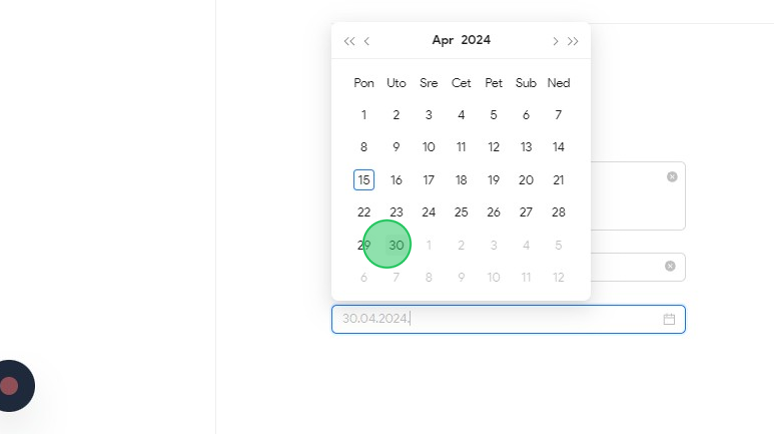 Apr 2024
Pon Uto Sre Cet Pet Sub Ned
1 2 3 4 5 6 7
8 9 10 11 12 13 14
15 16 17 18 19 20 21
22 23 24 25 26 27 28
29 30 1 2 3 4 5
6 7 8 9 10 11 12
30.04.2024.